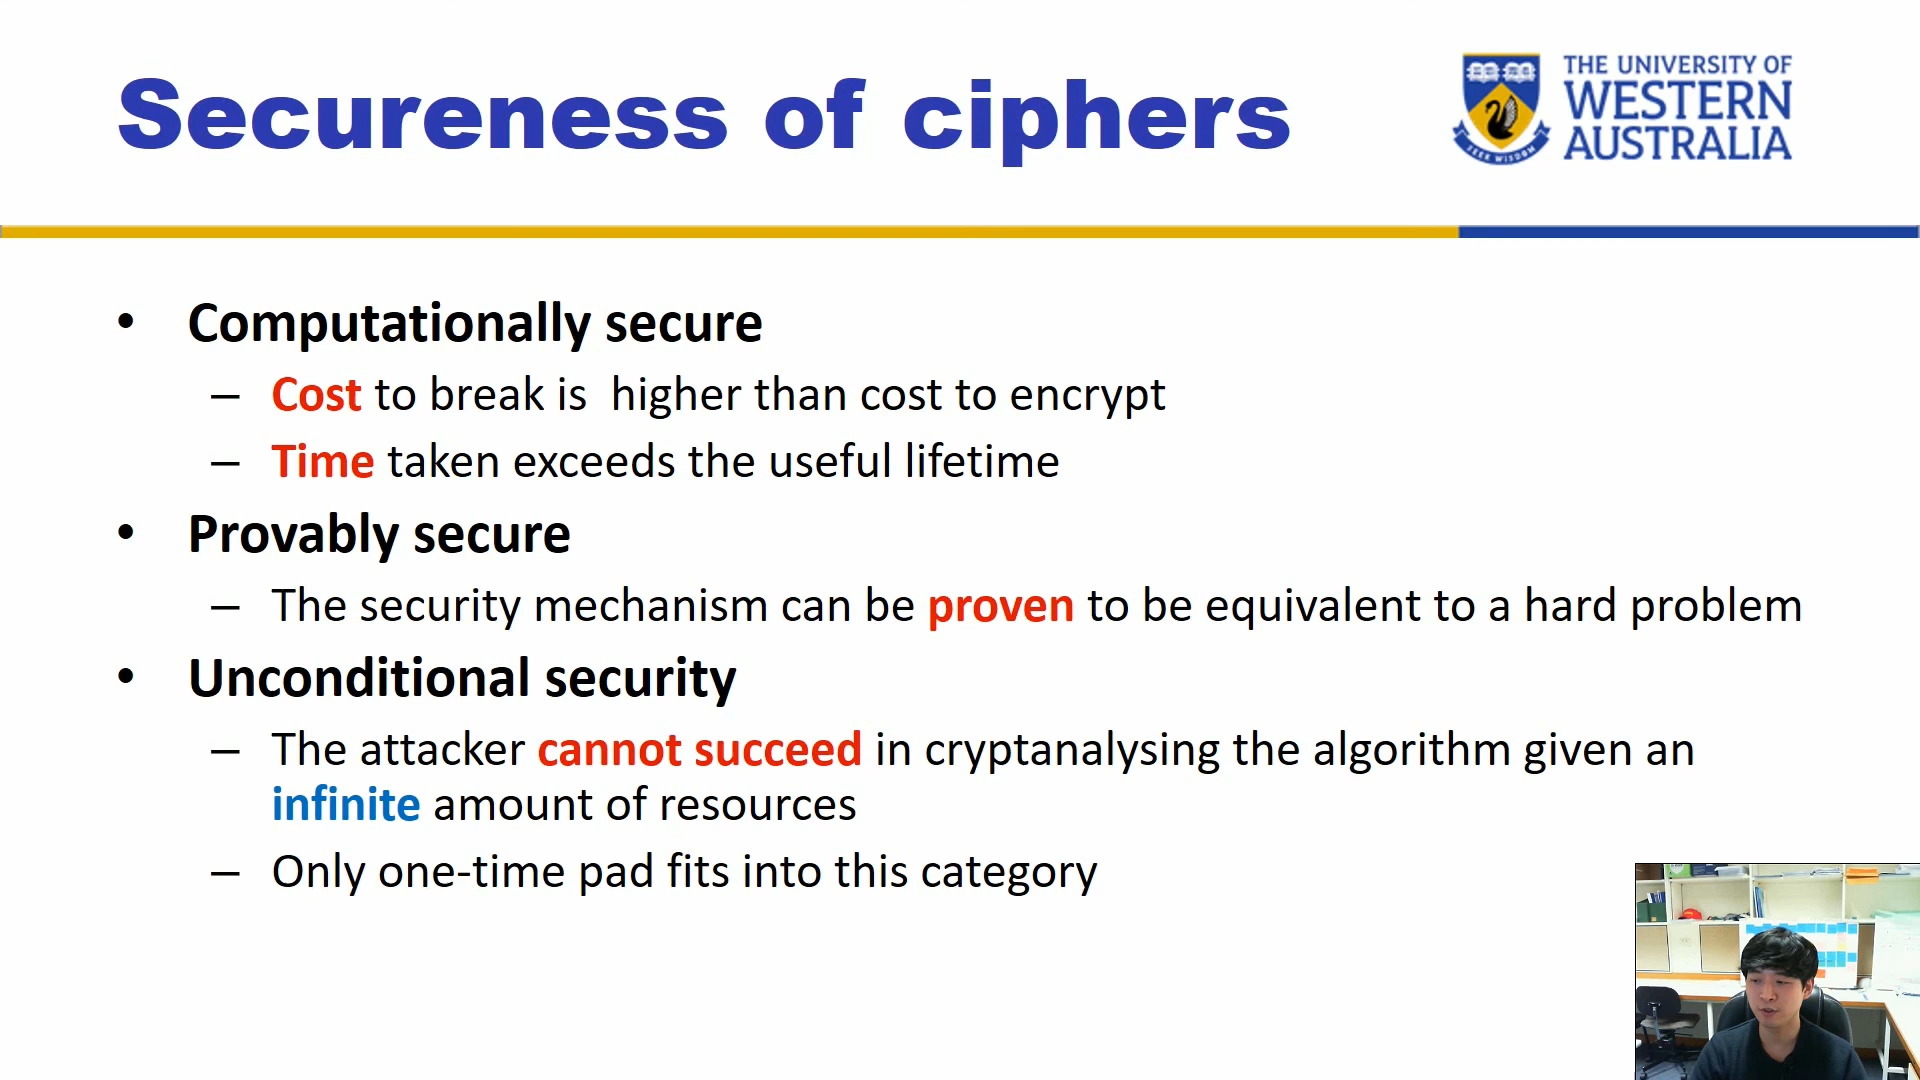 Secureness of ciphers
THE UNIVERSITY OF
WESTERN
AUSTRALIA
SEEK WISDOM
• Computationally secure
– Cost to break is  higher than cost to encrypt
– Time taken exceeds the useful lifetime
• Provably secure
– The security mechanism can be proven to be equivalent to a hard problem
• Unconditional security
– The attacker cannot succeed in cryptanalysing the algorithm given an
infinite amount of resources
– Only one-time pad fits into this category